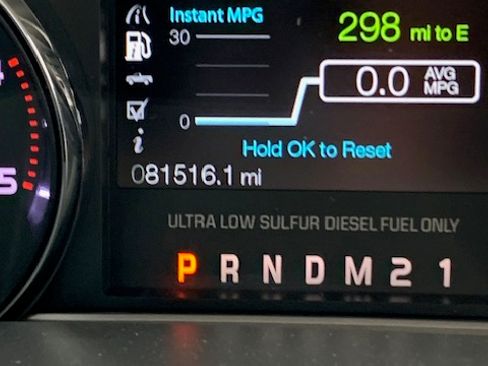 Instant MPG
298 mi to E
30
0.0 AVG MPG
0
Hold OK to Reset
i
081516.1 mi
5
ULTRA LOW SULFUR DIESEL FUEL ONLY
P R N D M 2 1